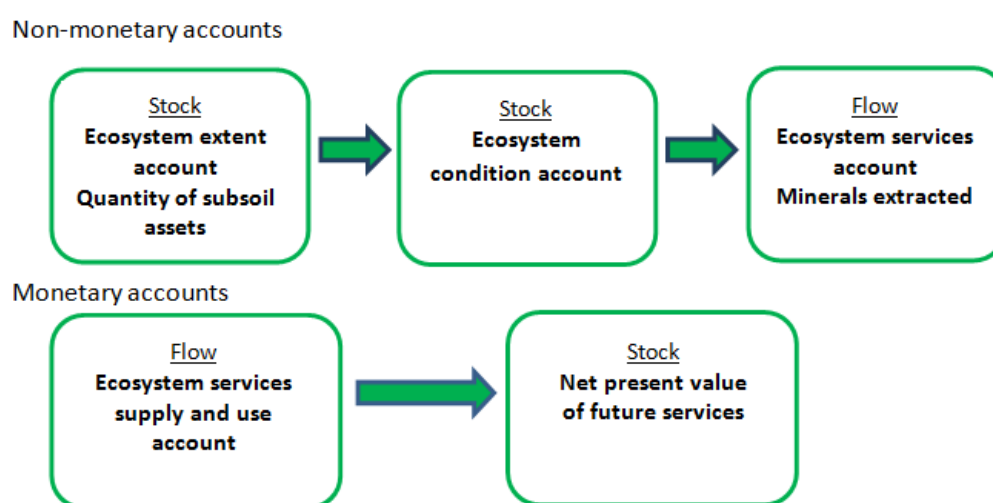 Non-monetary accounts
Stock
Ecosystem extent
account
Quantity of subsoil
assets
Stock
Ecosystem
condition account
Flow
Ecosystem services
account
Minerals extracted
Monetary accounts
Flow
Ecosystem services
supply and use
account
Stock
Net present value
of future services